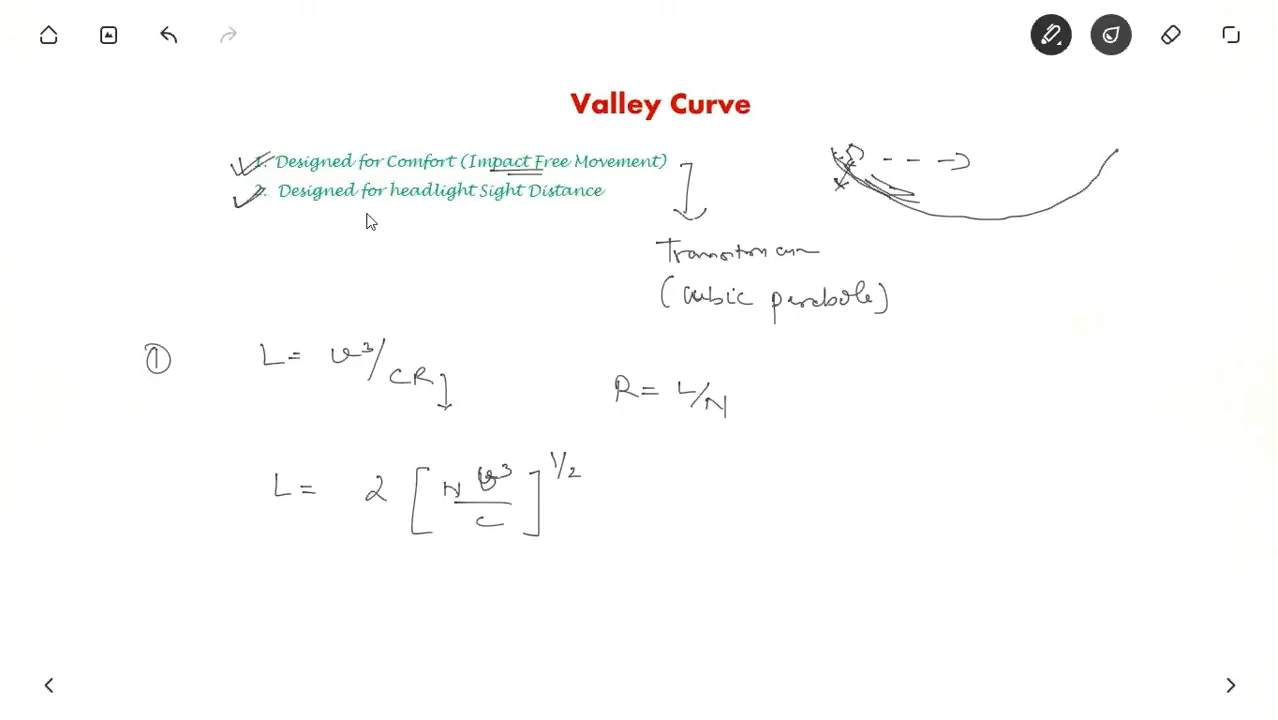 Valley Curve
1. Designed for Comfort (Impact Free Movement)
2. Designed for headlight Sight Distance
Transition
(cubic parabola)
① L = v³/CR
R = L/N
L = 2 [N v³/C]^1/2